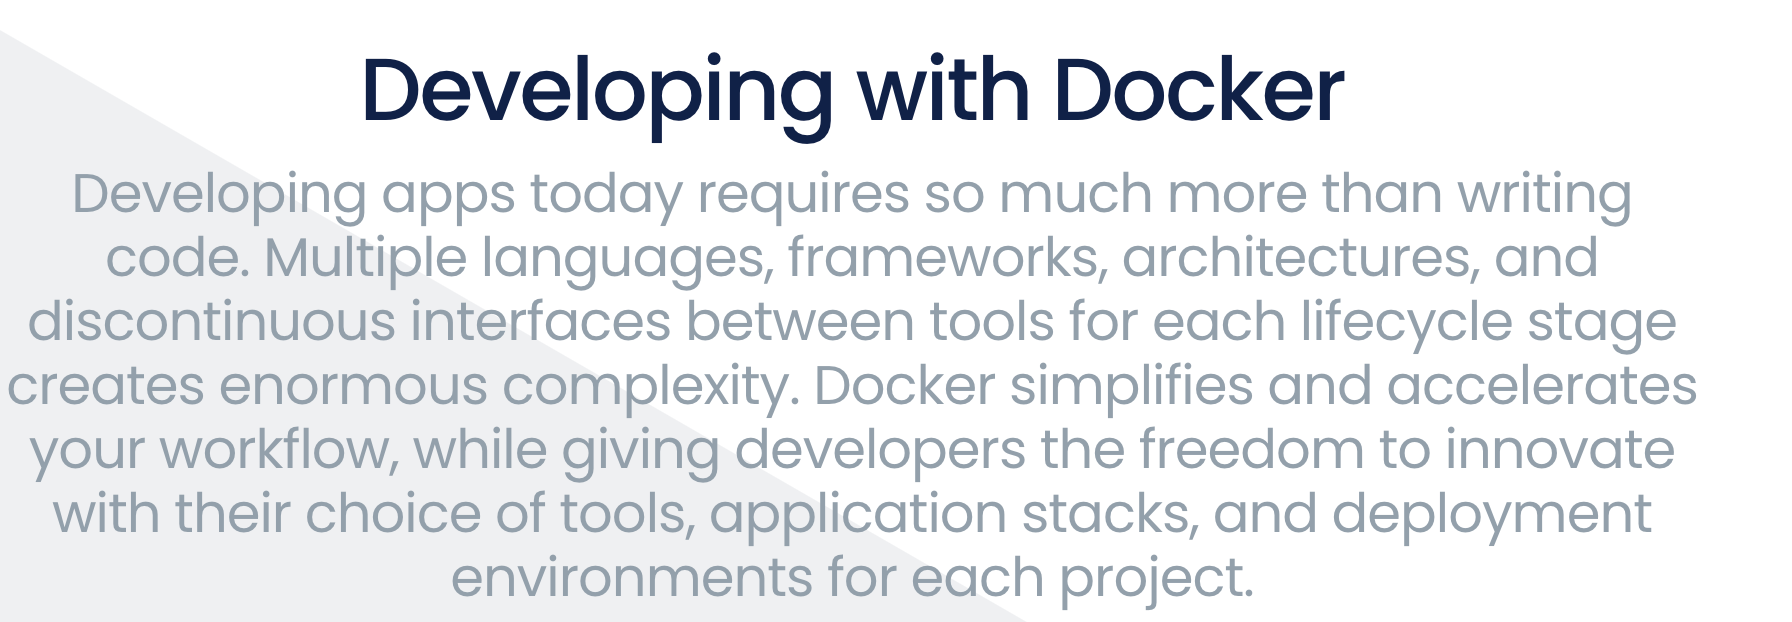 Developing with Docker
Developing apps today requires so much more than writing
code. Multiple languages, frameworks, architectures, and
discontinuous interfaces between tools for each lifecycle stage
creates enormous complexity. Docker simplifies and accelerates
your workflow, while giving developers the freedom to innovate
with their choice of tools, application stacks, and deployment
environments for each project.